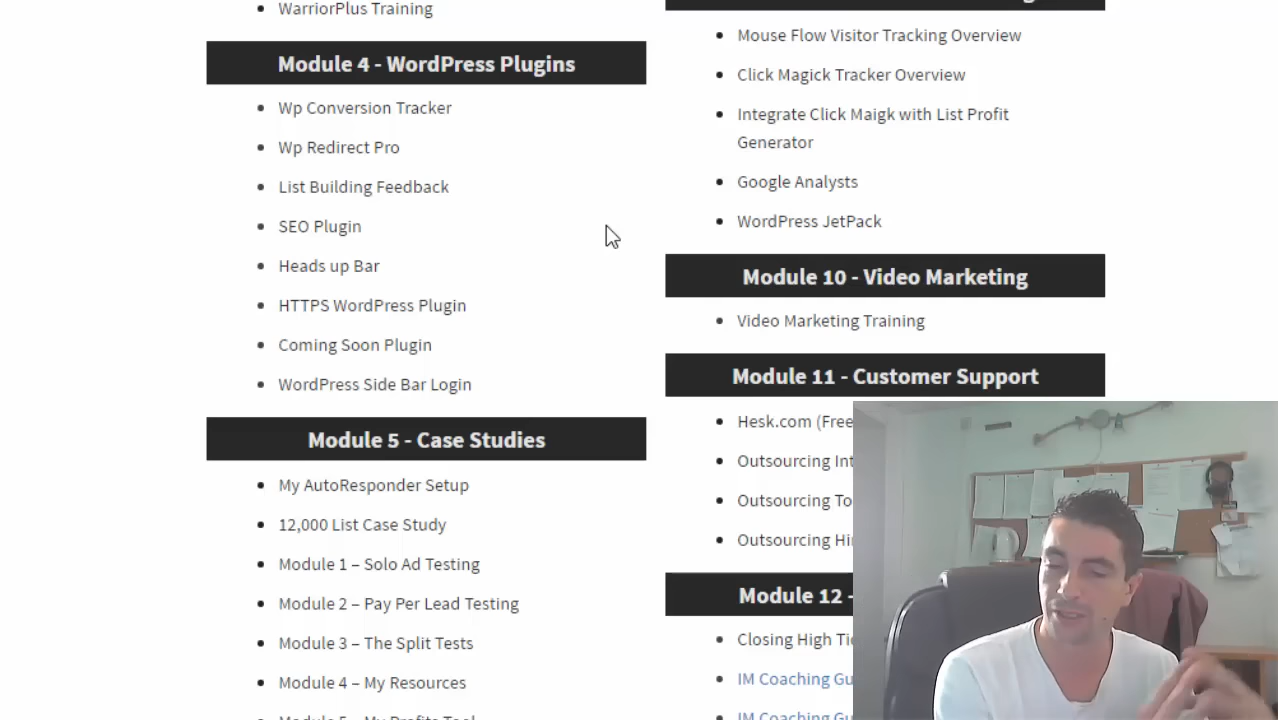 WarriorPlus Training
Module 4 - WordPress Plugins
Wp Conversion Tracker
Wp Redirect Pro
List Building Feedback
SEO Plugin
Heads up Bar
HTTPS WordPress Plugin
Coming Soon Plugin
WordPress Side Bar Login
Module 5 - Case Studies
My AutoResponder Setup
12,000 List Case Study
Module 1 – Solo Ad Testing
Module 2 – Pay Per Lead Testing
Module 3 – The Split Tests
Module 4 – My Resources
Mouse Flow Visitor Tracking Overview
Click Magick Tracker Overview
Integrate Click Maigk with List Profit
Generator
Google Analysts
WordPress JetPack
Module 10 - Video Marketing
Video Marketing Training
Module 11 - Customer Support
Hesk.com (Free
Outsourcing
Outsourcing
Outsourcing
Module 12 -
Closing High
IM Coaching
IM Coaching